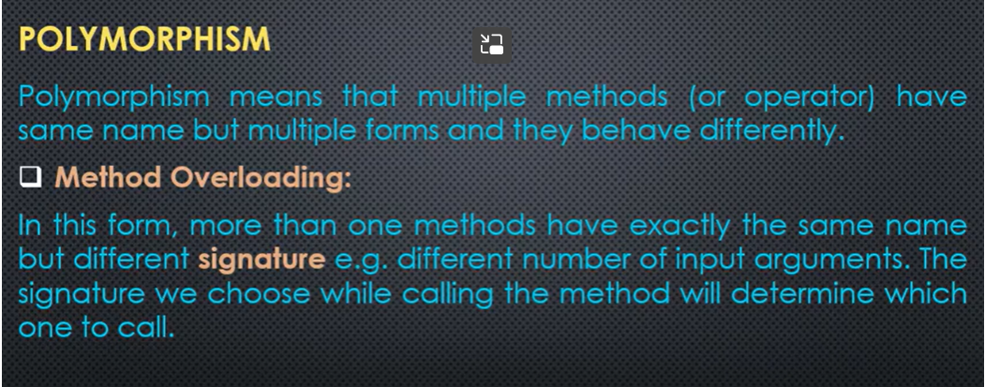 POLYMORPHISM
Polymorphism means that multiple methods (or operator) have
same name but multiple forms and they behave differently.
❑ Method Overloading:
In this form, more than one methods have exactly the same name
but different signature e.g. different number of input arguments. The
signature we choose while calling the method will determine which
one to call.